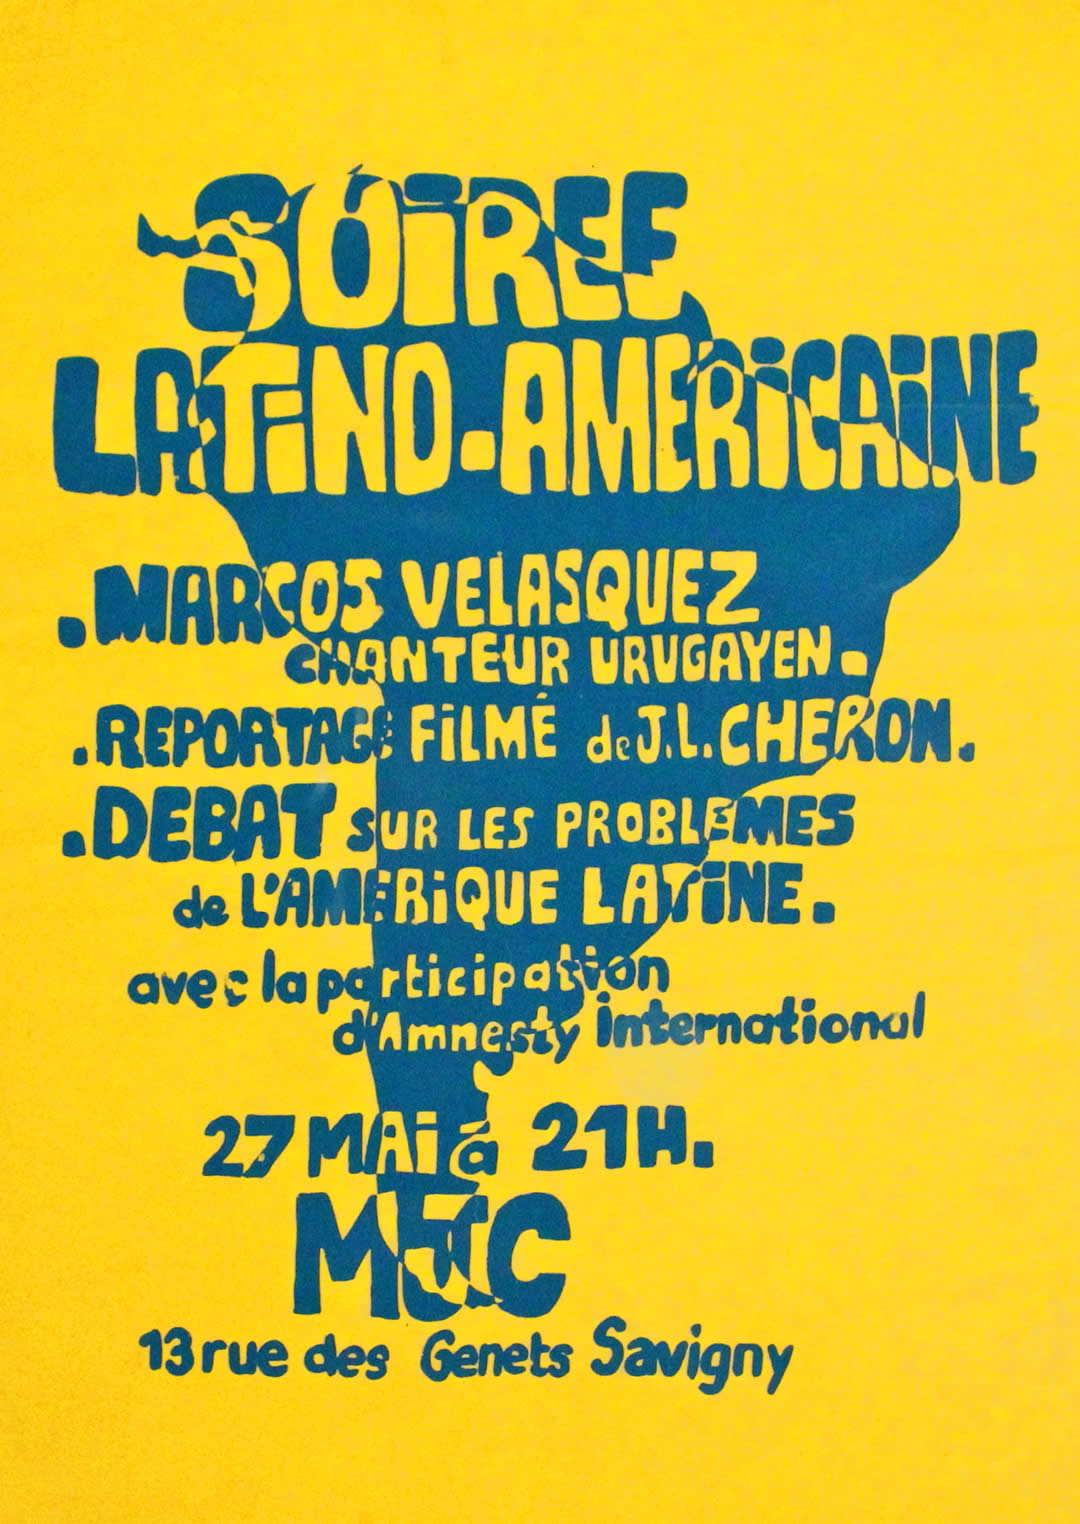 SOIREE
LATINO-AMERICAINE
. MARCOS VELASQUEZ
CHANTEUR URUGAYEN.
. REPORTAGE FILMÉ de J.L. CHERON.
. DEBAT SUR LES PROBLEMES
de L'AMERIQUE LATINE.
avec la participation
d'Amnesty International
27 MAI à 21H.
MJC
13 rue des Genets Savigny